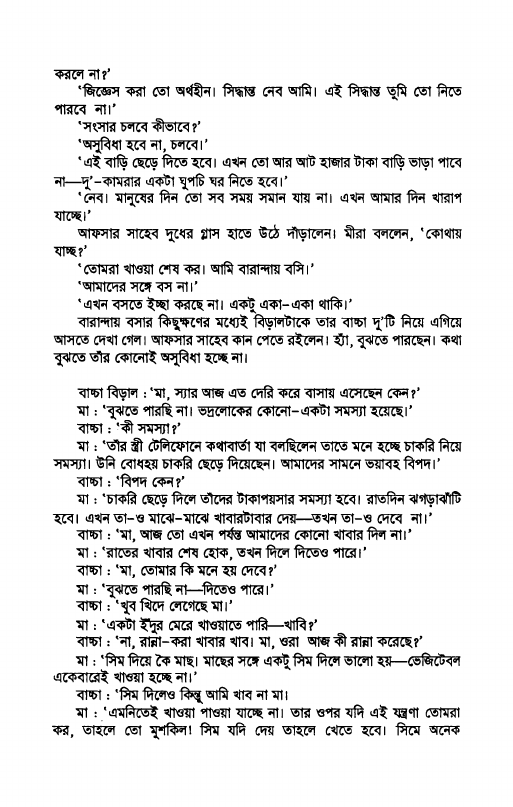 করলে না?’
‘জিজ্ঞেস করা তো অর্থহীন। সিদ্ধান্ত নেব আমি। এই সিদ্ধান্ত তুমি তো নিতে
পারবে না।’
‘সংসার চলবে কীভাবে?’
‘অসুবিধা হবে না, চলবে।’
‘এই বাড়ি ছেড়ে দিতে হবে। এখন তো আর আট হাজার টাকা বাড়ি ভাড়া পাবে
না—দু’-কামরার একটা ঘুপচি ঘর নিতে হবে।’
‘নেব। মানুষের দিন তো সব সময় সমান যায় না। এখন আমার দিন খারাপ
যাচ্ছে।’
আফসার সাহেব দুধের গ্লাস হাতে উঠে দাঁড়ালেন। মীরা বললেন, ‘কোথায়
যাচ্ছ?’
‘তোমরা খাওয়া শেষ কর। আমি বারান্দায় বসি।’
‘আমাদের সঙ্গে বস না।’
‘এখন বসতে ইচ্ছা করছে না। একটু একা-একা থাকি।’
বারান্দায় বসার কিছুক্ষণের মধ্যেই বিড়ালটাকে তার বাচ্চা দু’টি নিয়ে এগিয়ে
আসতে দেখা গেল। আফসার সাহেব কান পেতে রইলেন। হ্যাঁ, বুঝতে পারছেন। কথা
বুঝতে তাঁর কোনোই অসুবিধা হচ্ছে না।
বাচ্চা বিড়াল : ‘মা, স্যার আজ এত দেরি করে বাসায় এসেছেন কেন?’
মা : ‘বুঝতে পারছি না। ভদ্রলোকের কোনো-একটা সমস্যা হয়েছে।’
বাচ্চা : ‘কী সমস্যা?’
মা : ‘তাঁর স্ত্রী টেলিফোনে কথাবার্তা যা বলছিলেন তাতে মনে হচ্ছে চাকরি নিয়ে
সমস্যা। উনি বোধহয় চাকরি ছেড়ে দিয়েছেন। আমাদের সামনে ভয়াবহ বিপদ।’
বাচ্চা : ‘বিপদ কেন?’
মা : ‘চাকরি ছেড়ে দিলে তাঁদের টাকাপয়সার সমস্যা হবে। রাতদিন ঝগড়াঝাঁটি
হবে। এখন তা-ও মাঝে-মাঝে খাবারটাবার দেয়—তখন তা-ও দেবে না।’
বাচ্চা : ‘মা, আজ তো এখন পর্যন্ত আমাদের কোনো খাবার দিল না।’
মা : ‘রাতের খাবার শেষ হোক, তখন দিলে দিতেও পারে।’
বাচ্চা : ‘মা, তোমার কি মনে হয় দেবে?’
মা : ‘বুঝতে পারছি না—দিতেও পারে।’
বাচ্চা : ‘খুব খিদে লেগেছে মা।’
মা : ‘একটা ইঁদুর মেরে খাওয়াতে পারি—খাবি?’
বাচ্চা : ‘না, রান্না-করা খাবার খাব। মা, ওরা আজ কী রান্না করেছে?’
মা : ‘সিম দিয়ে কৈ মাছ। মাছের সঙ্গে একটু সিম দিলে ভালো হয়—ভেজিটেবল
একেবারেই খাওয়া হচ্ছে না।’
বাচ্চা : ‘সিম দিলেও কিন্তু আমি খাব না মা।
মা : ‘এমনিতেই খাওয়া পাওয়া যাচ্ছে না। তার ওপর যদি এই যন্ত্রণা তোমরা
কর, তাহলে তো মুশকিল! সিম যদি দেয় তাহলে খেতে হবে। সিমে অনেক